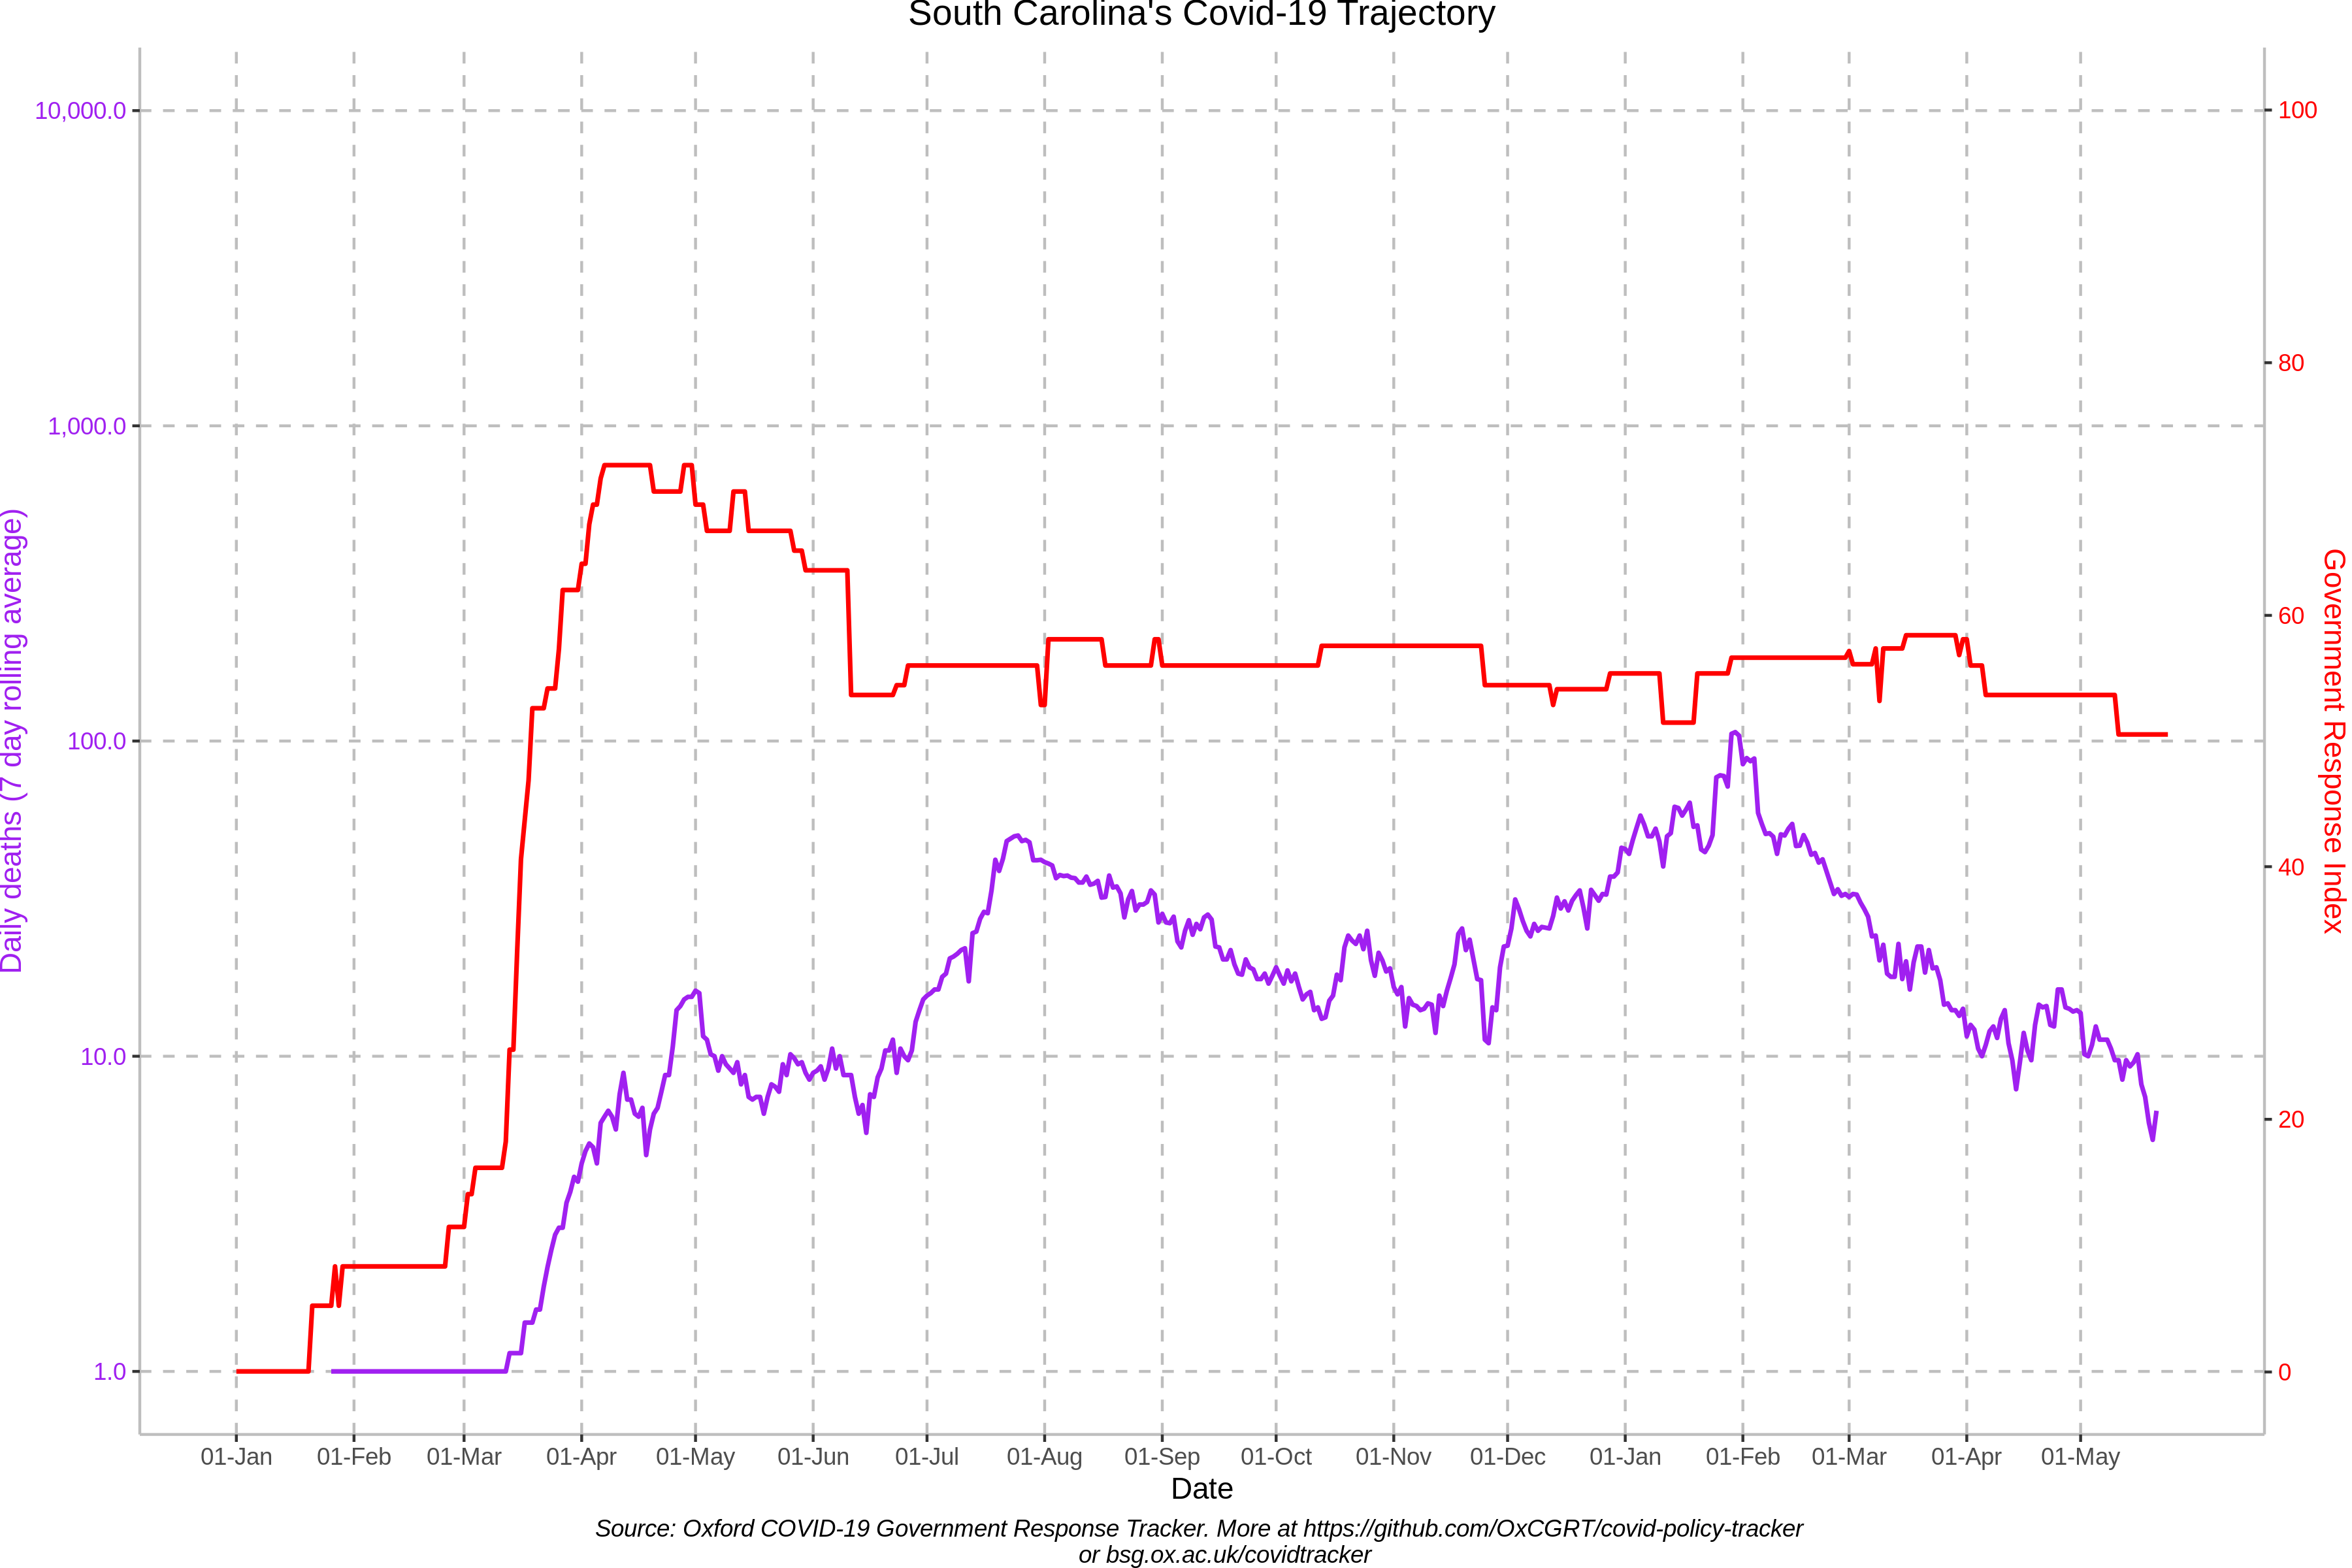 South Carolina's Covid-19 Trajectory
10,000.0
1,000.0
100.0
10.0
1.0
Daily deaths (7 day rolling average)
100
80
60
40
20
0
Government Response Index
01-Jan 01-Feb 01-Mar 01-Apr 01-May 01-Jun 01-Jul 01-Aug 01-Sep 01-Oct 01-Nov 01-Dec 01-Jan 01-Feb 01-Mar 01-Apr 01-May
Date
Source: Oxford COVID-19 Government Response Tracker. More at https://github.com/OxCGRT/covid-policy-tracker
or bsg.ox.ac.uk/covidtracker